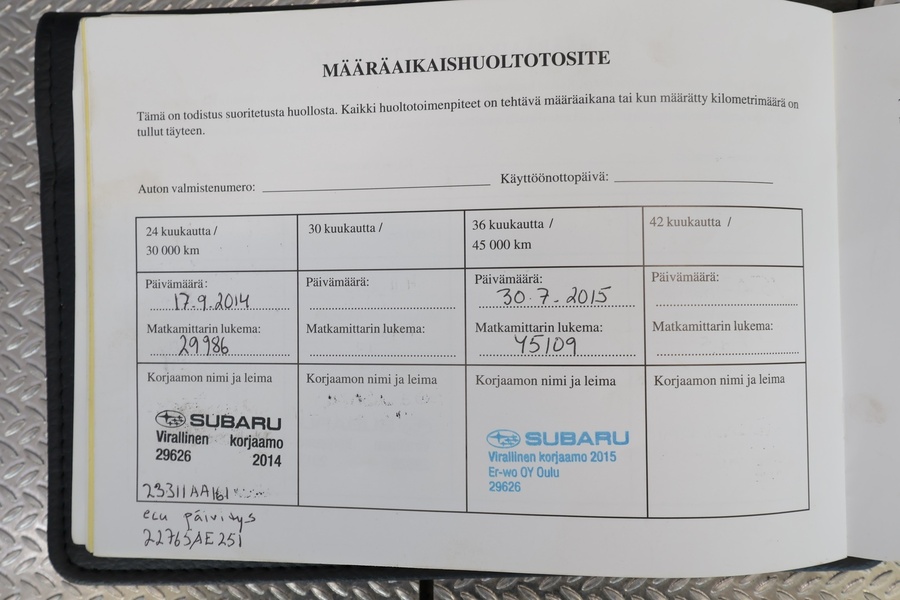 MÄÄRÄAIKAISHUOLTOTOSITE
Tämä on todistus suoritetusta huollosta. Kaikki huoltotoimenpiteet on tehtävä määräaikana tai kun määrätty kilometrimäärä on
tullut täyteen.
Auton valmistenumero: Käyttöönottopäivä:
24 kuukautta /
30 000 km
30 kuukautta /
36 kuukautta /
45 000 km
42 kuukautta /
Päivämäärä:
17.9.2014
Päivämäärä:
Päivämäärä:
30.7.2015
Päivämäärä:
Matkamittarin lukema:
29986
Matkamittarin lukema:
Matkamittarin lukema:
45109
Matkamittarin lukema:
Korjaamon nimi ja leima
SUBARU
Virallinen korjaamo
29626 2014
23311AA161
ecu päivitys
22765AE251
Korjaamon nimi ja leima
Korjaamon nimi ja leima
SUBARU
Virallinen korjaamo 2015
Er-wo OY Oulu
29626
Korjaamon nimi ja leima